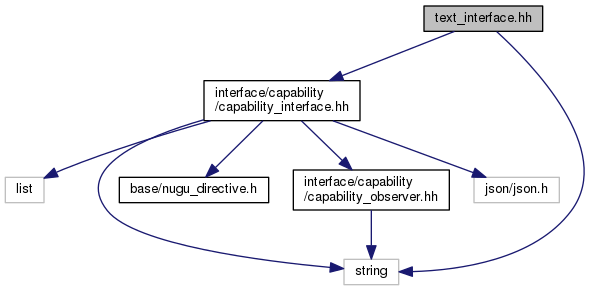 text_interface.hh
interface/capability
/capability_interface.hh
list
base/nugu_directive.h
interface/capability
/capability_observer.hh
json/json.h
string